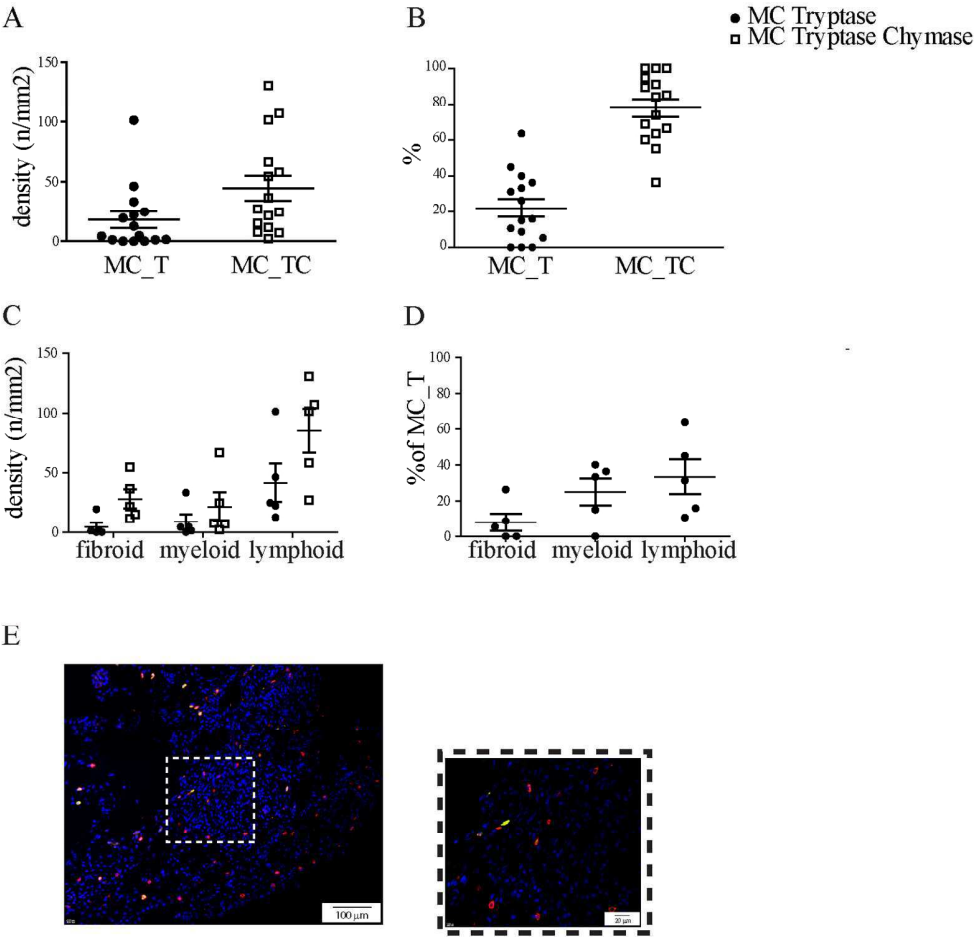 A
B
MC Tryptase
MC Tryptase Chymase
density (n/mm2)
150
100
50
0
MC_T
MC_TC
%
100
80
60
40
20
0
MC_T
MC_TC
C
D
density (n/mm2)
150
100
50
0
fibroid
myeloid
lymphoid
%of MC_T
100
80
60
40
20
0
fibroid
myeloid
lymphoid
E
100 µm
20 µm